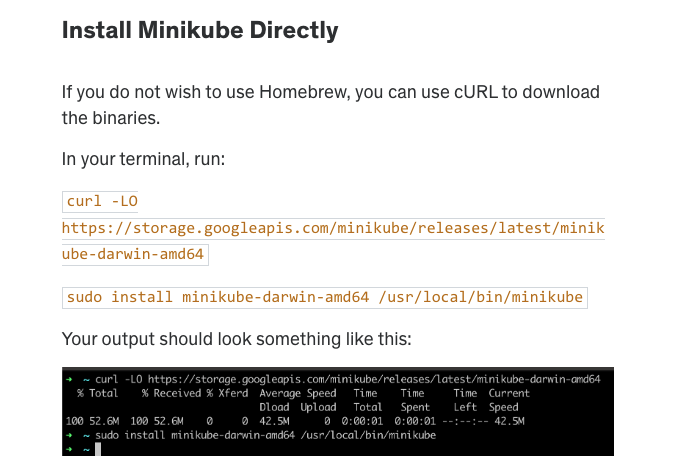 Install Minikube Directly
If you do not wish to use Homebrew, you can use cURL to download
the binaries.
In your terminal, run:
curl -LO
https://storage.googleapis.com/minikube/releases/latest/minik
ube-darwin-amd64
sudo install minikube-darwin-amd64 /usr/local/bin/minikube
Your output should look something like this:
➜ ~ curl -LO https://storage.googleapis.com/minikube/releases/latest/minikube-darwin-amd64
% Total % Received % Xferd Average Speed Time Time Time Current
Dload Upload Total Spent Left Speed
100 52.6M 100 52.6M 0 0 42.5M 0 0:00:01 0:00:01 --:--:-- 42.5M
➜ ~ sudo install minikube-darwin-amd64 /usr/local/bin/minikube
➜ ~